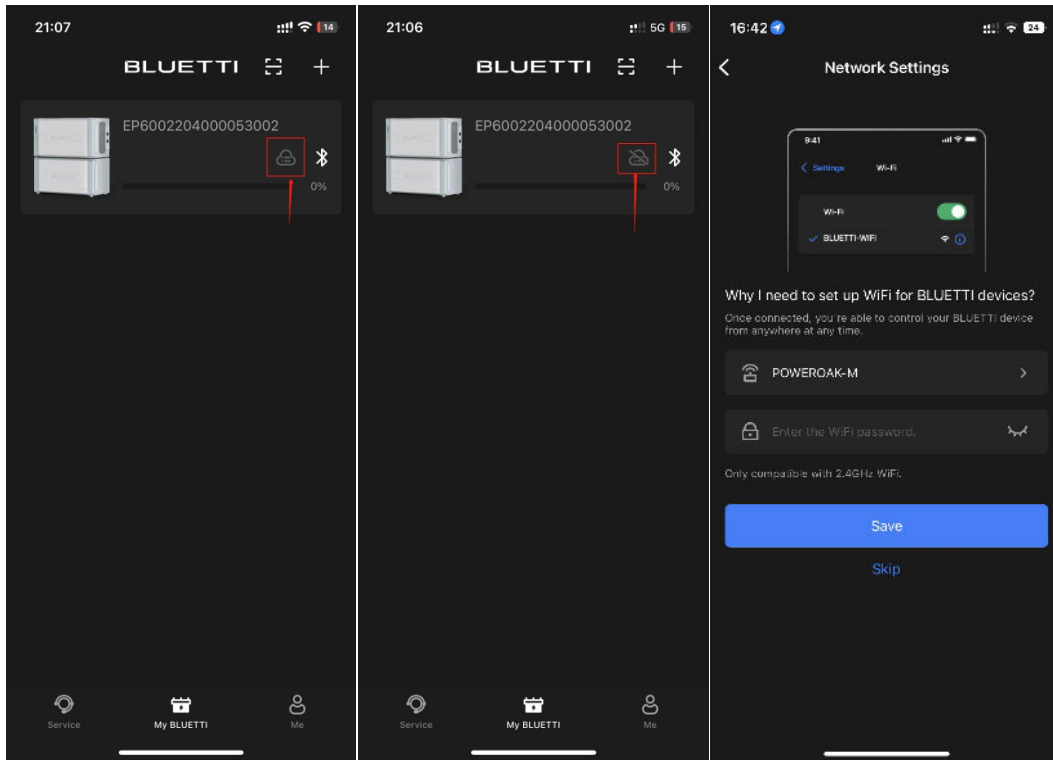 21:07
14
BLUETTI
EP6002204000053002
0%
Service
My BLUETTI
Me
21:06
5G 15
BLUETTI
EP6002204000053002
0%
Service
My BLUETTI
Me
16:42
24
Network Settings
9:41
Settings
Wi-Fi
Wi-Fi
BLUETTI-WIFI
Why I need to set up WiFi for BLUETTI devices?
Once connected, you're able to control your BLUETTI device
from anywhere at any time.
POWEROAK-M
Enter the WiFi password.
Only compatible with 2.4GHz WiFi.
Save
Skip